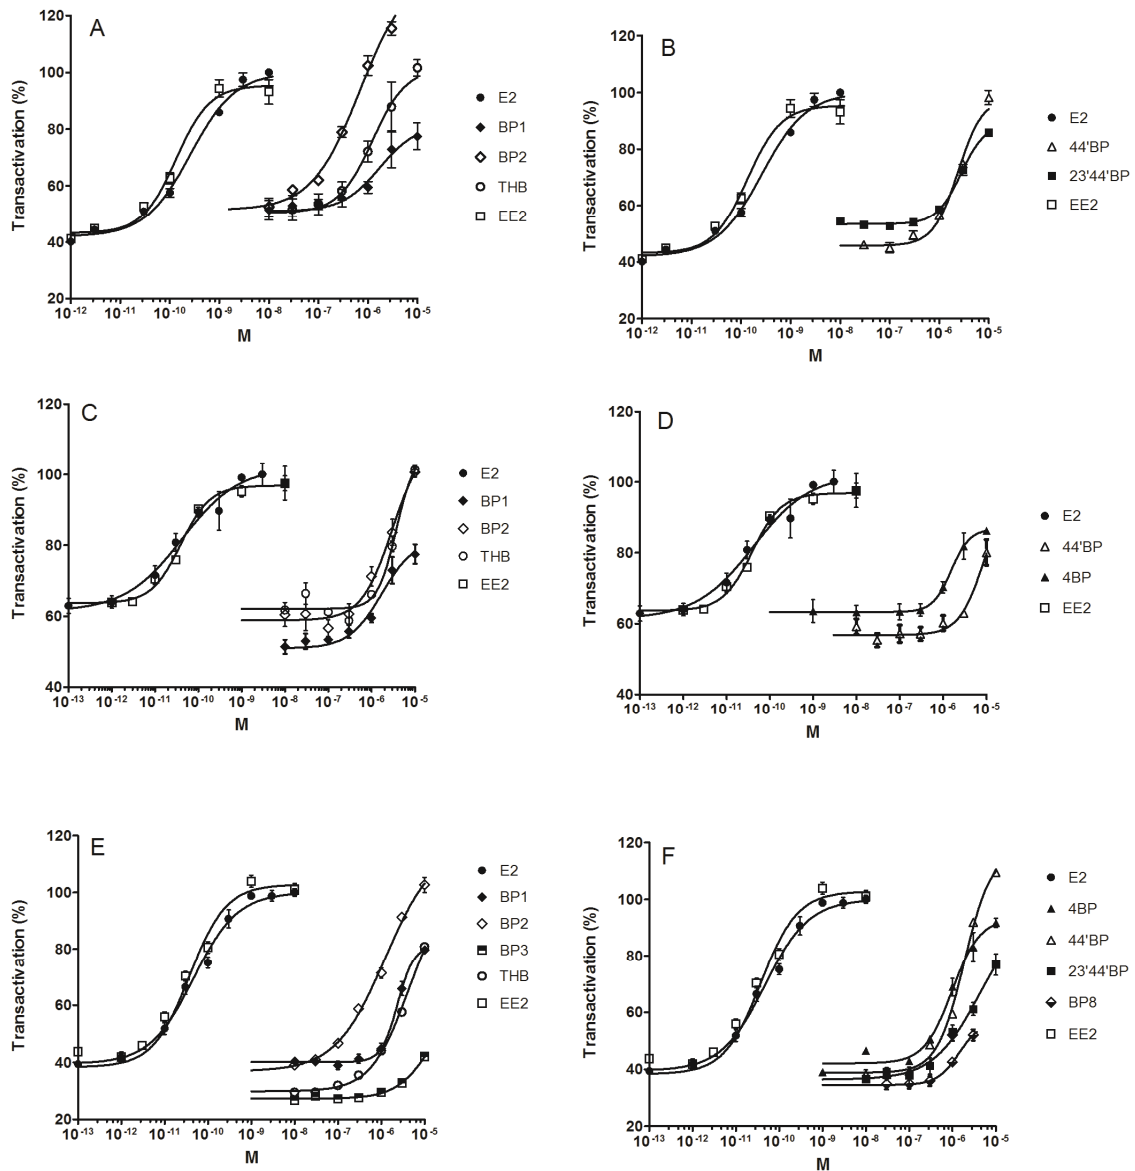 A
Transactivation (%)
120
100
80
60
40
20
10-12 10-11 10-10 10-9 10-8 10-7 10-6 10-5
M
E2
BP1
BP2
THB
EE2
B
Transactivation (%)
120
100
80
60
40
20
10-12 10-11 10-10 10-9 10-8 10-7 10-6 10-5
M
E2
44'BP
23'44'BP
EE2
C
Transactivation (%)
120
100
80
60
40
10-13 10-12 10-11 10-10 10-9 10-8 10-7 10-6 10-5
M
E2
BP1
BP2
THB
EE2
D
Transactivation (%)
120
100
80
60
40
10-13 10-12 10-11 10-10 10-9 10-8 10-7 10-6 10-5
M
E2
44'BP
4BP
EE2
E
Transactivation (%)
120
100
80
60
40
20
10-13 10-12 10-11 10-10 10-9 10-8 10-7 10-6 10-5
M
E2
BP1
BP2
BP3
THB
EE2
F
Transactivation (%)
120
100
80
60
40
20
10-13 10-12 10-11 10-10 10-9 10-8 10-7 10-6 10-5
M
E2
4BP
44'BP
23'44'BP
BP8
EE2